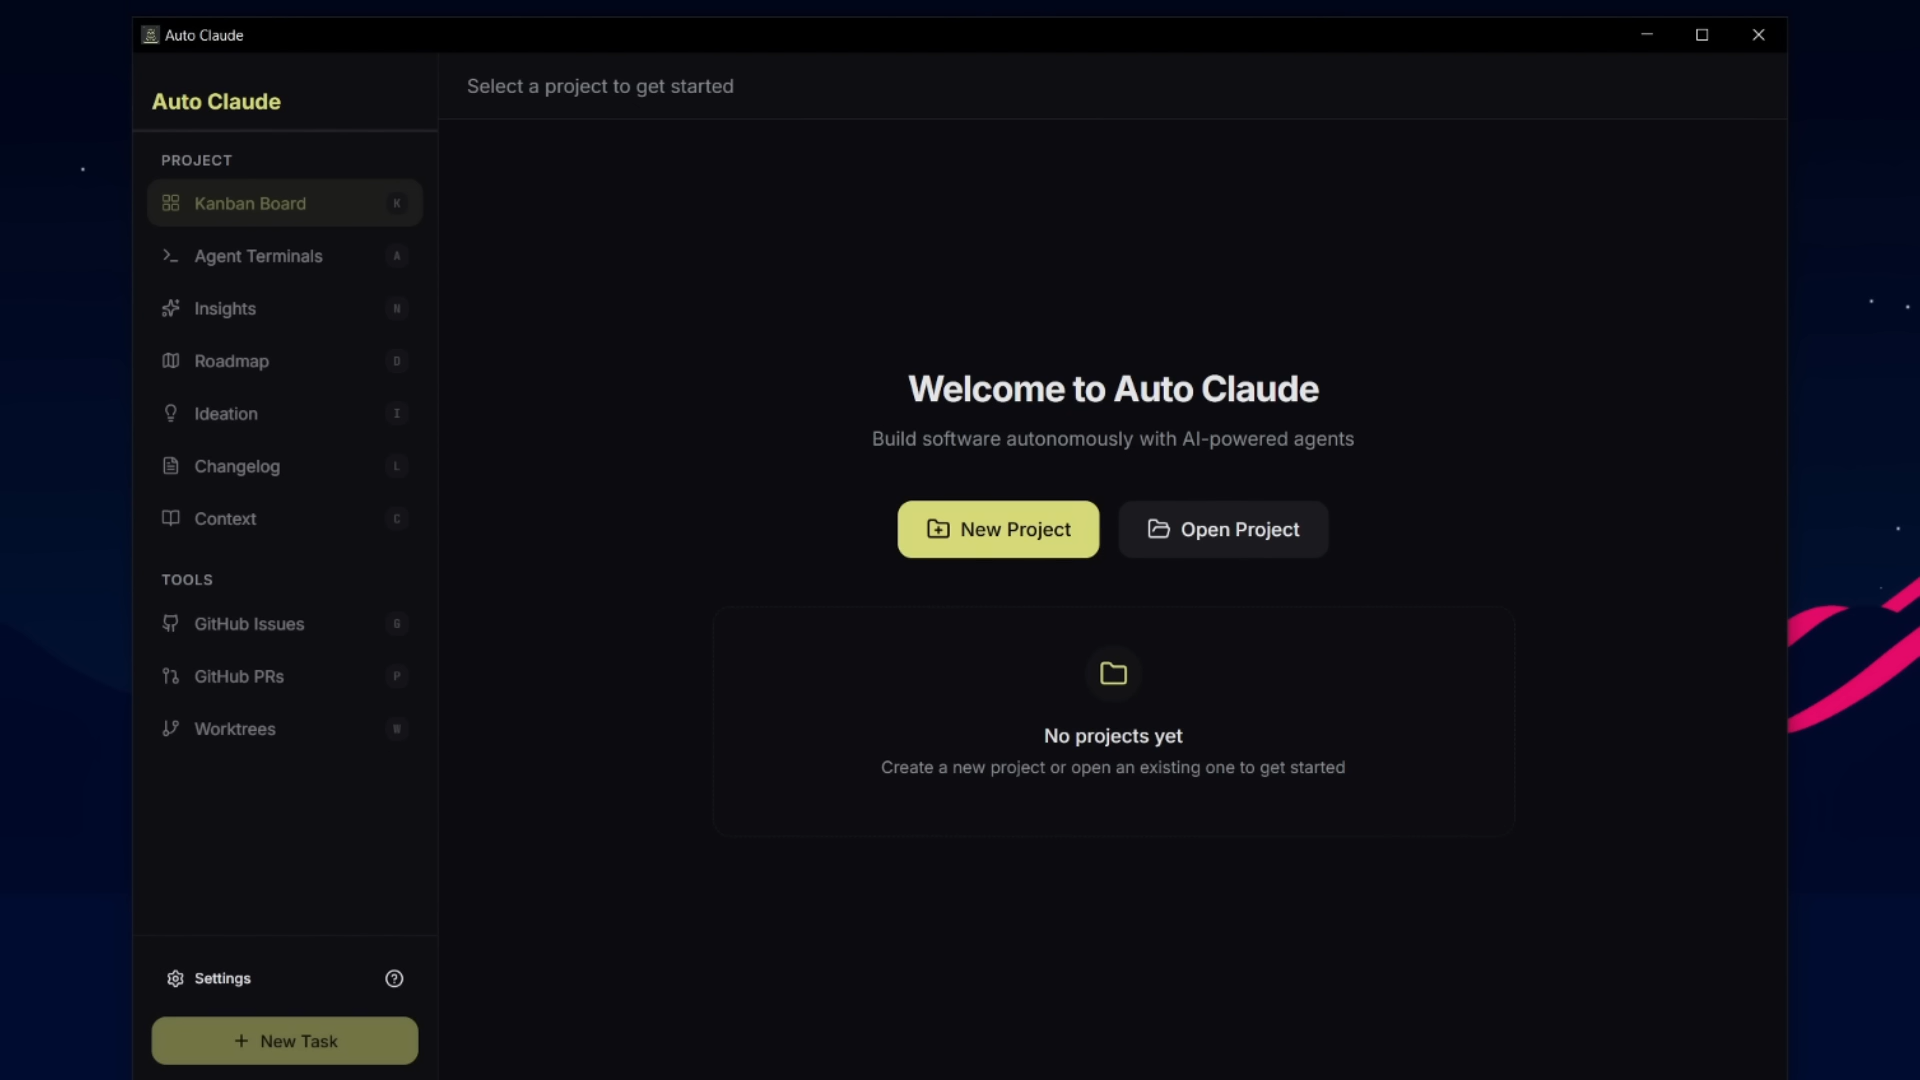 Auto Claude
Auto Claude
Select a project to get started
PROJECT
Kanban Board K
Agent Terminals A
Insights N
Roadmap D
Ideation I
Changelog L
Context C
TOOLS
GitHub Issues G
GitHub PRs P
Worktrees W
Settings
+ New Task
Welcome to Auto Claude
Build software autonomously with AI-powered agents
New Project
Open Project
No projects yet
Create a new project or open an existing one to get started